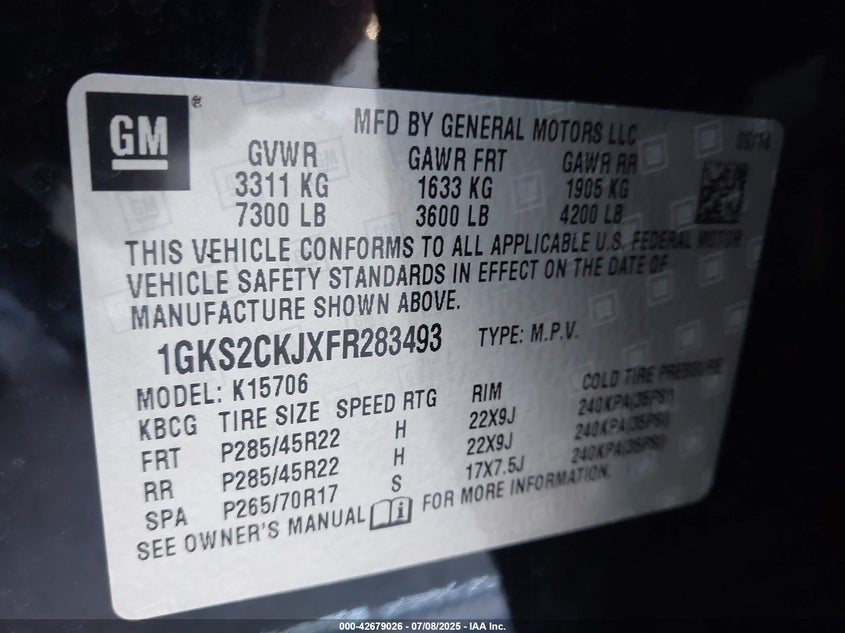 GM®
MFD BY GENERAL MOTORS LLC
09/14
GVWR GAWR FRT GAWR RR
3311 KG 1633 KG 1905 KG
7300 LB 3600 LB 4200 LB
THIS VEHICLE CONFORMS TO ALL APPLICABLE U.S. FEDERAL MOTOR
VEHICLE SAFETY STANDARDS IN EFFECT ON THE DATE OF
MANUFACTURE SHOWN ABOVE.
1GKS2CKJXFR283493 TYPE: M.P.V.
MODEL: K15706
KBCG TIRE SIZE SPEED RTG RIM COLD TIRE PRESSURE
FRT P285/45R22 H 22X9J 240KPA(35PSI)
RR P285/45R22 H 22X9J 240KPA(35PSI)
SPA P265/70R17 S 17X7.5J 240KPA(35PSI)
SEE OWNER'S MANUAL FOR MORE INFORMATION.
000-42679026 - 07/08/2025 - IAA Inc.